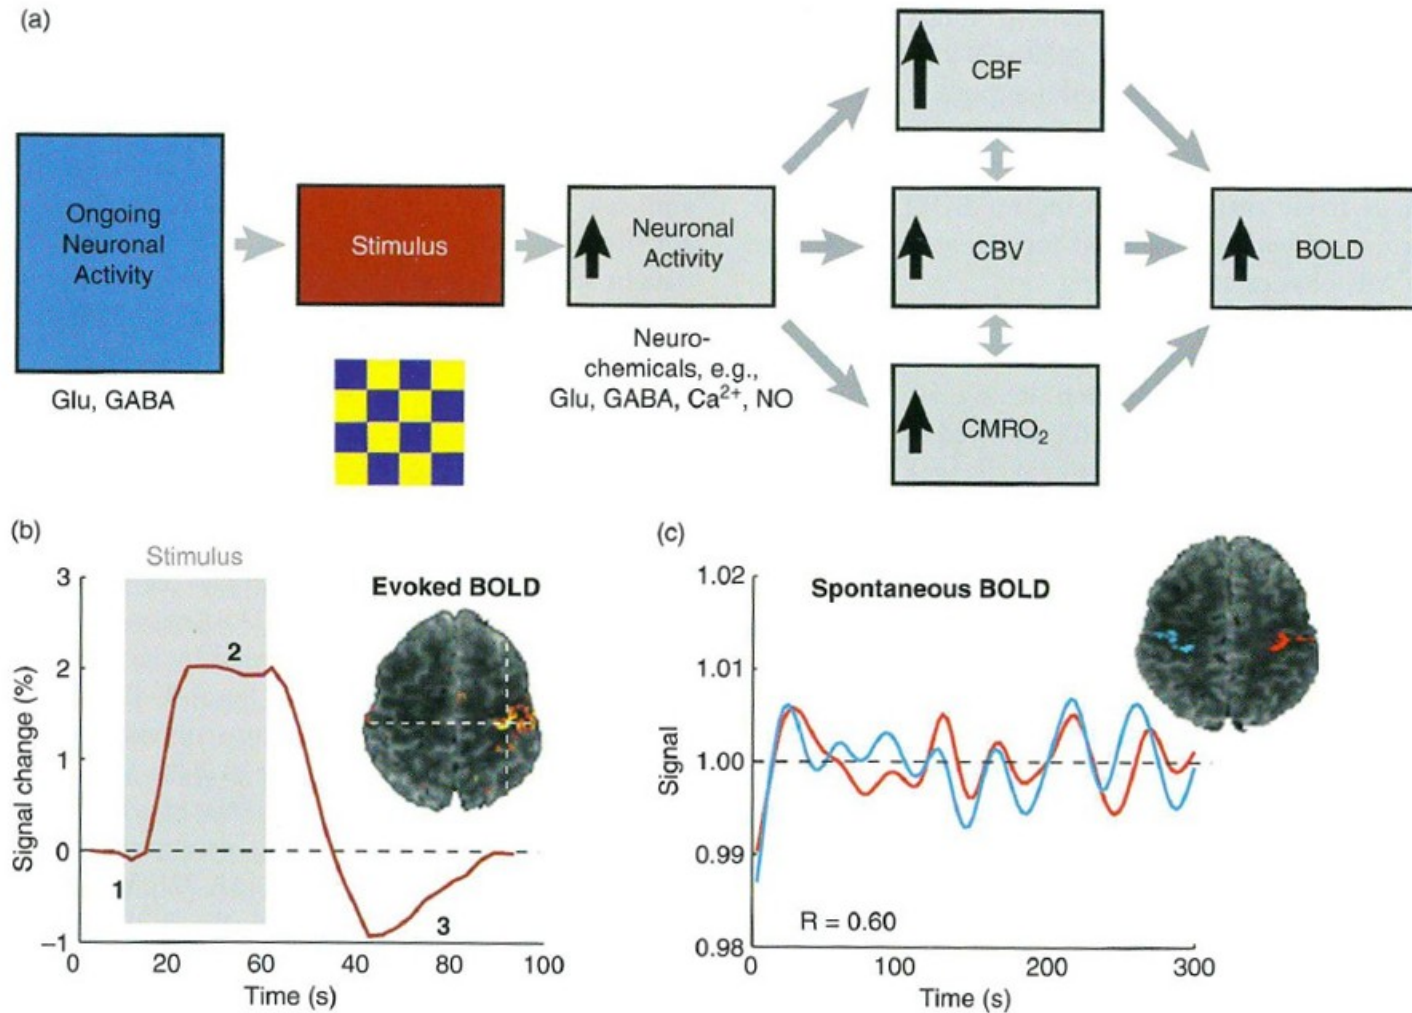 (a)
CBF
Ongoing
Neuronal
Activity
Stimulus
Neuronal
Activity
CBV
BOLD
Glu, GABA
Neuro-
chemicals, e.g.,
Glu, GABA, Ca²⁺, NO
CMRO₂
(b)
Stimulus
Evoked BOLD
3
2
1
0
−1
Signal change (%)
1
2
3
0
20
60
40
80
100
Time (s)
(c)
Spontaneous BOLD
1.02
1.01
1.00
0.99
0.98
Signal
R = 0.60
0
100
200
300
Time (s)